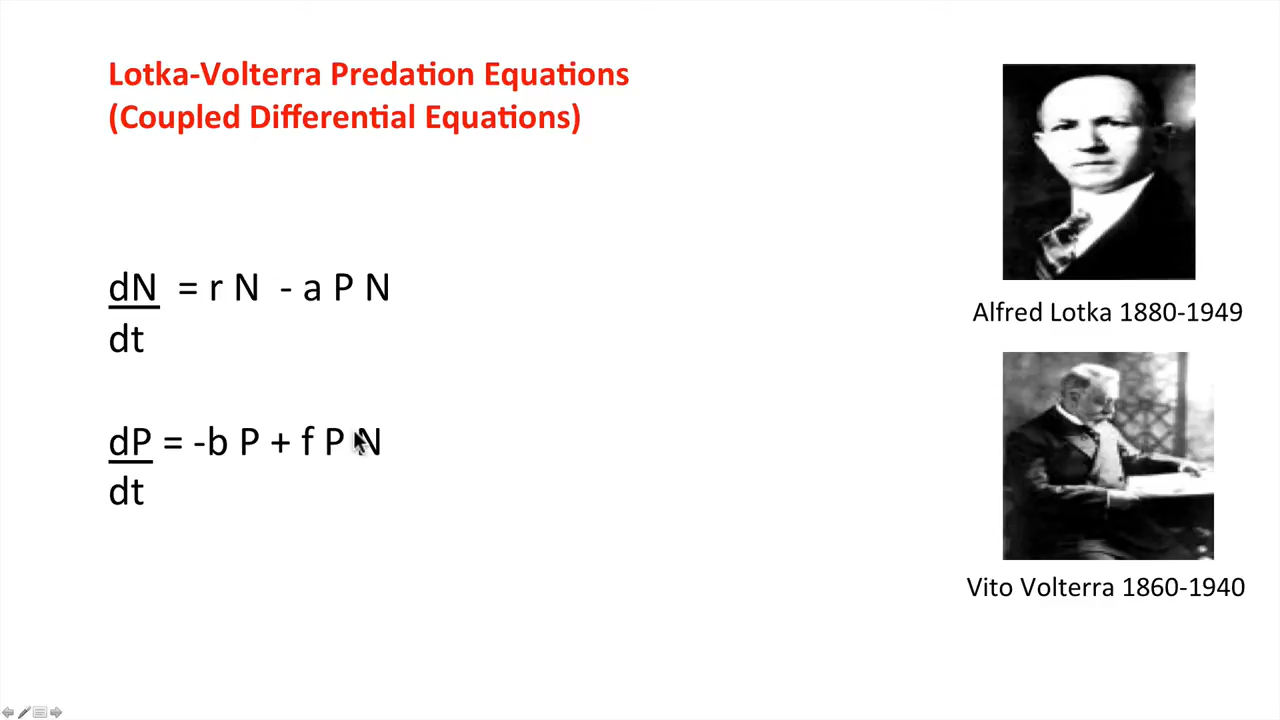 Lotka-Volterra Predation Equations
(Coupled Differential Equations)
dN = r N - a P N
dt
dP = -b P + f P N
dt
Alfred Lotka 1880-1949
Vito Volterra 1860-1940